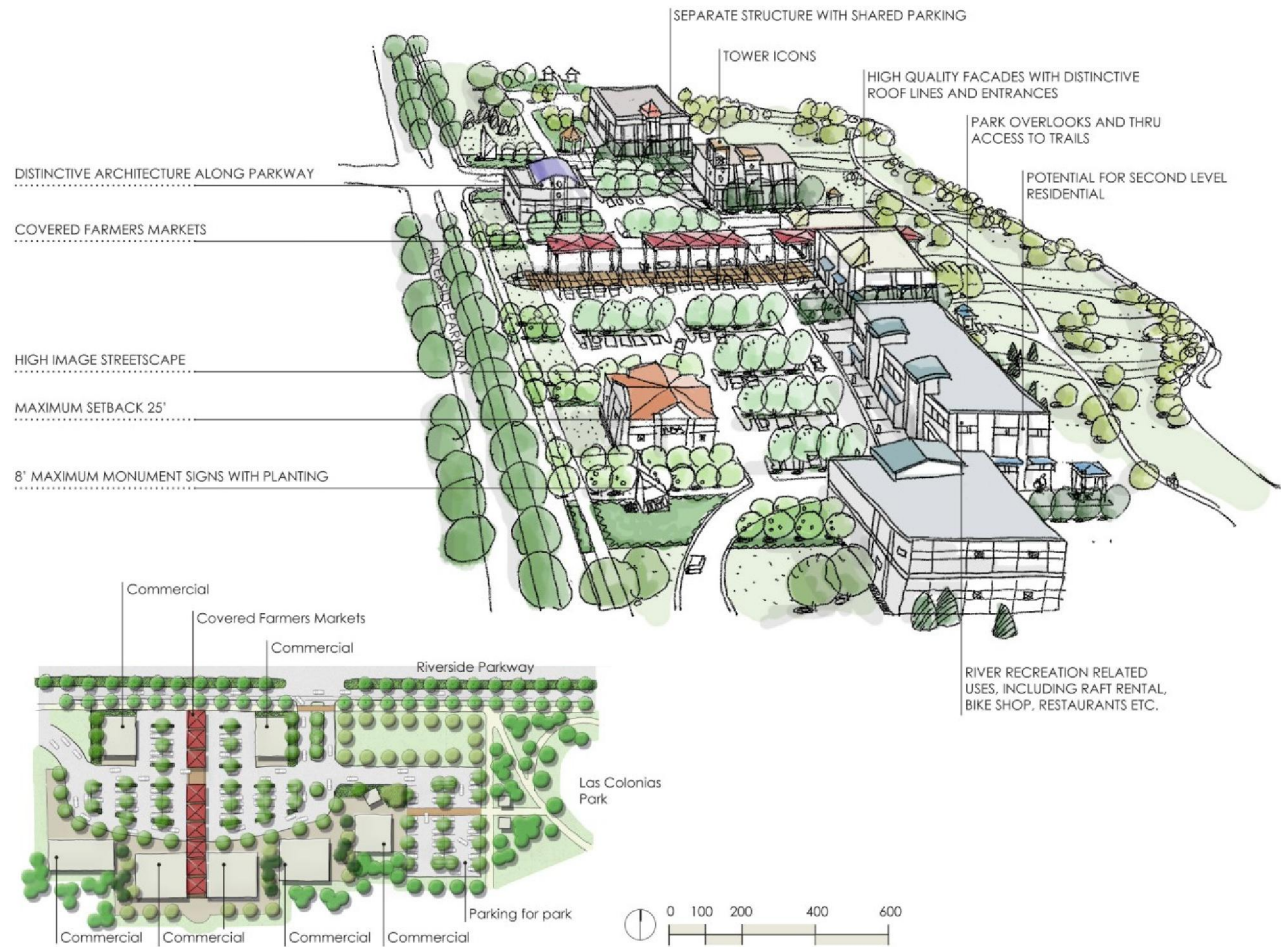 SEPARATE STRUCTURE WITH SHARED PARKING
TOWER ICONS
HIGH QUALITY FACADES WITH DISTINCTIVE
ROOF LINES AND ENTRANCES
PARK OVERLOOKS AND THRU
ACCESS TO TRAILS
POTENTIAL FOR SECOND LEVEL
RESIDENTIAL
DISTINCTIVE ARCHITECTURE ALONG PARKWAY
COVERED FARMERS MARKETS
RIVERSIDE PARKWAY
HIGH IMAGE STREETSCAPE
MAXIMUM SETBACK 25'
8' MAXIMUM MONUMENT SIGNS WITH PLANTING
RIVER RECREATION RELATED
USES, INCLUDING RAFT RENTAL,
BIKE SHOP, RESTAURANTS ETC.
Commercial
Covered Farmers Markets
Commercial
Riverside Parkway
Las Colonias
Park
Parking for park
Commercial
Commercial
Commercial
Commercial
0 100 200 400 600